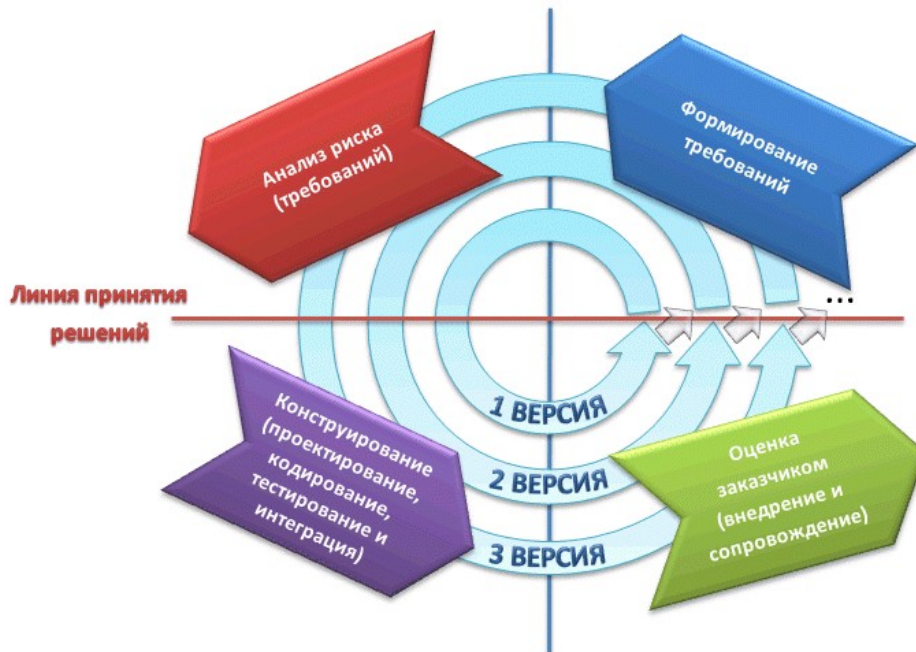 Анализ риска
(требований)
Формирование
требований
Линия принятия
решений
...
1 ВЕРСИЯ
2 ВЕРСИЯ
3 ВЕРСИЯ
Конструирование
(проектирование,
кодирование,
тестирование и
интеграция)
Оценка
заказчиком
(внедрение и
сопровождение)